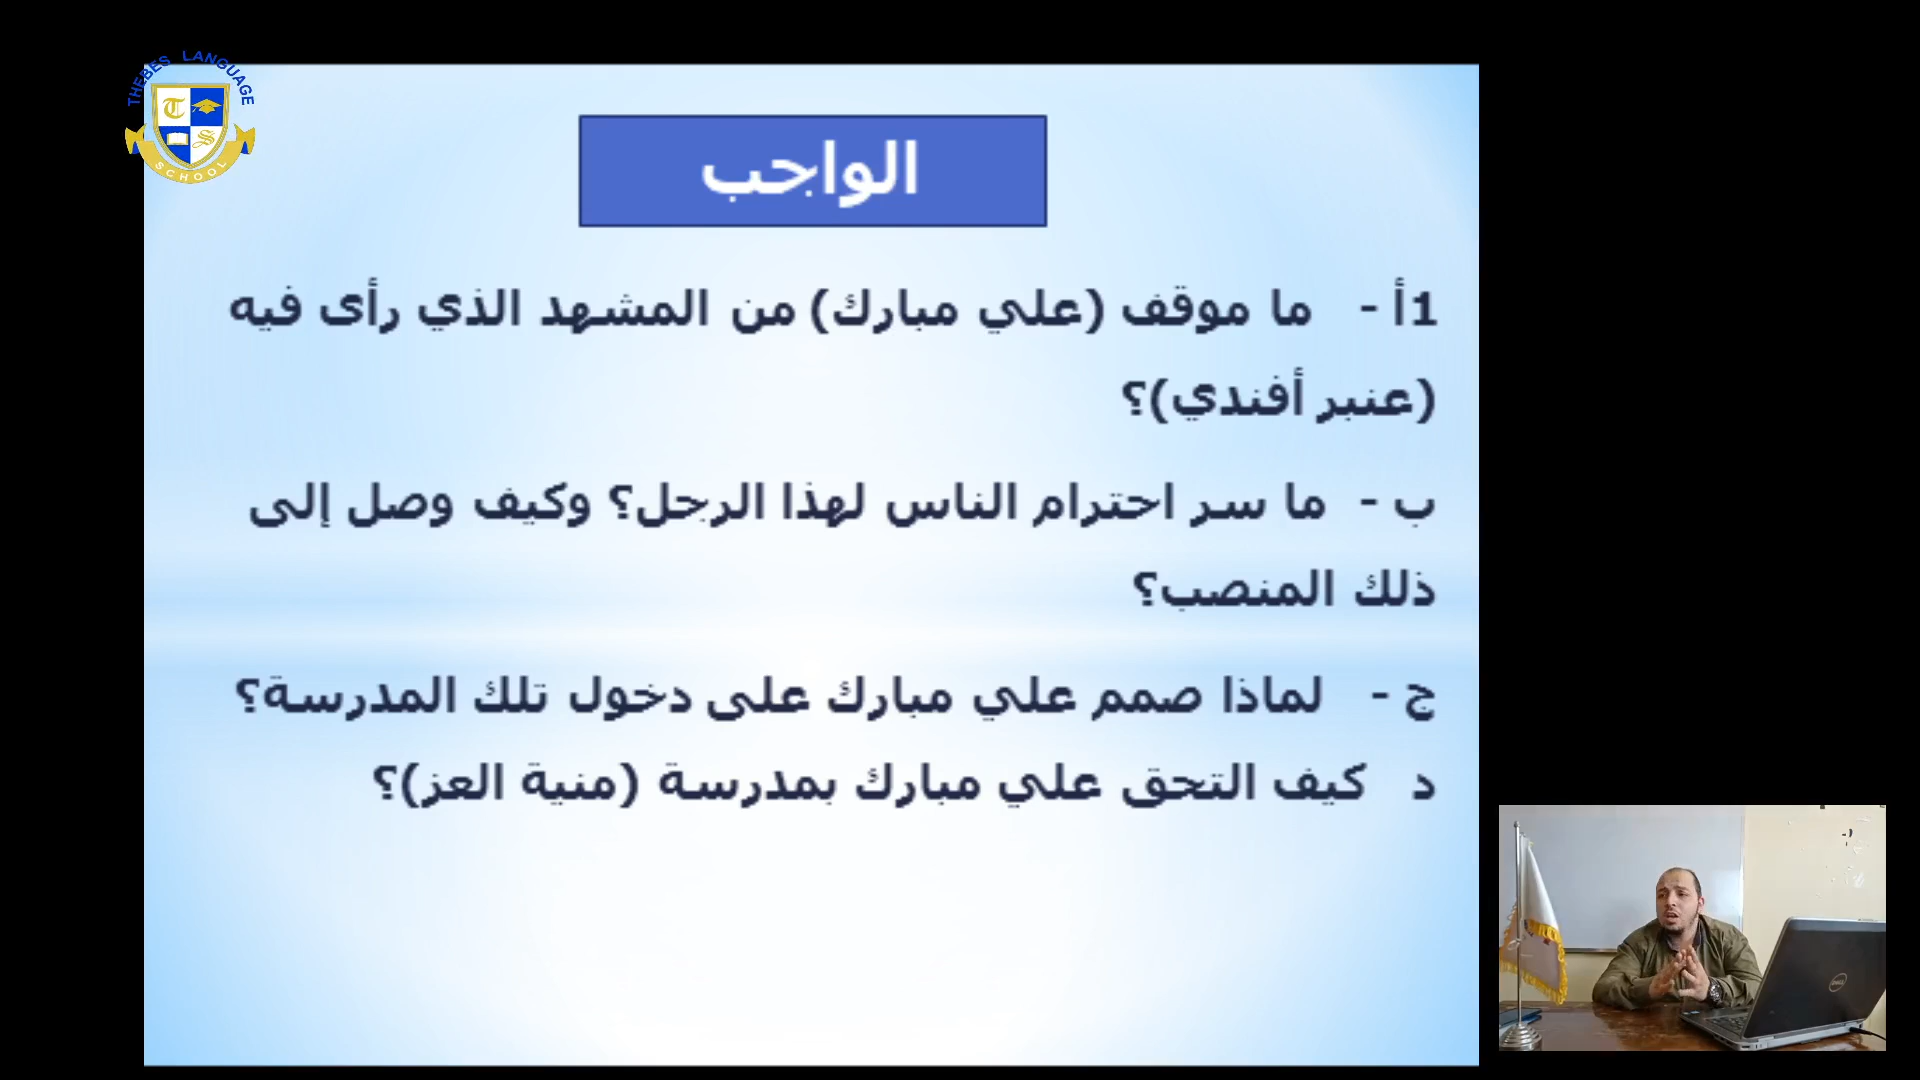 THEBES LANGUAGE
T
S
SCHOOL
الواجب
1أ - ما موقف (علي مبارك) من المشهد الذي رأى فيه
(عنبر أفندي)؟
ب - ما سر احترام الناس لهذا الرجل؟ وكيف وصل إلى
ذلك المنصب؟
ج - لماذا صمم علي مبارك على دخول تلك المدرسة؟
د كيف التحق علي مبارك بمدرسة (منية العز)؟
DELL